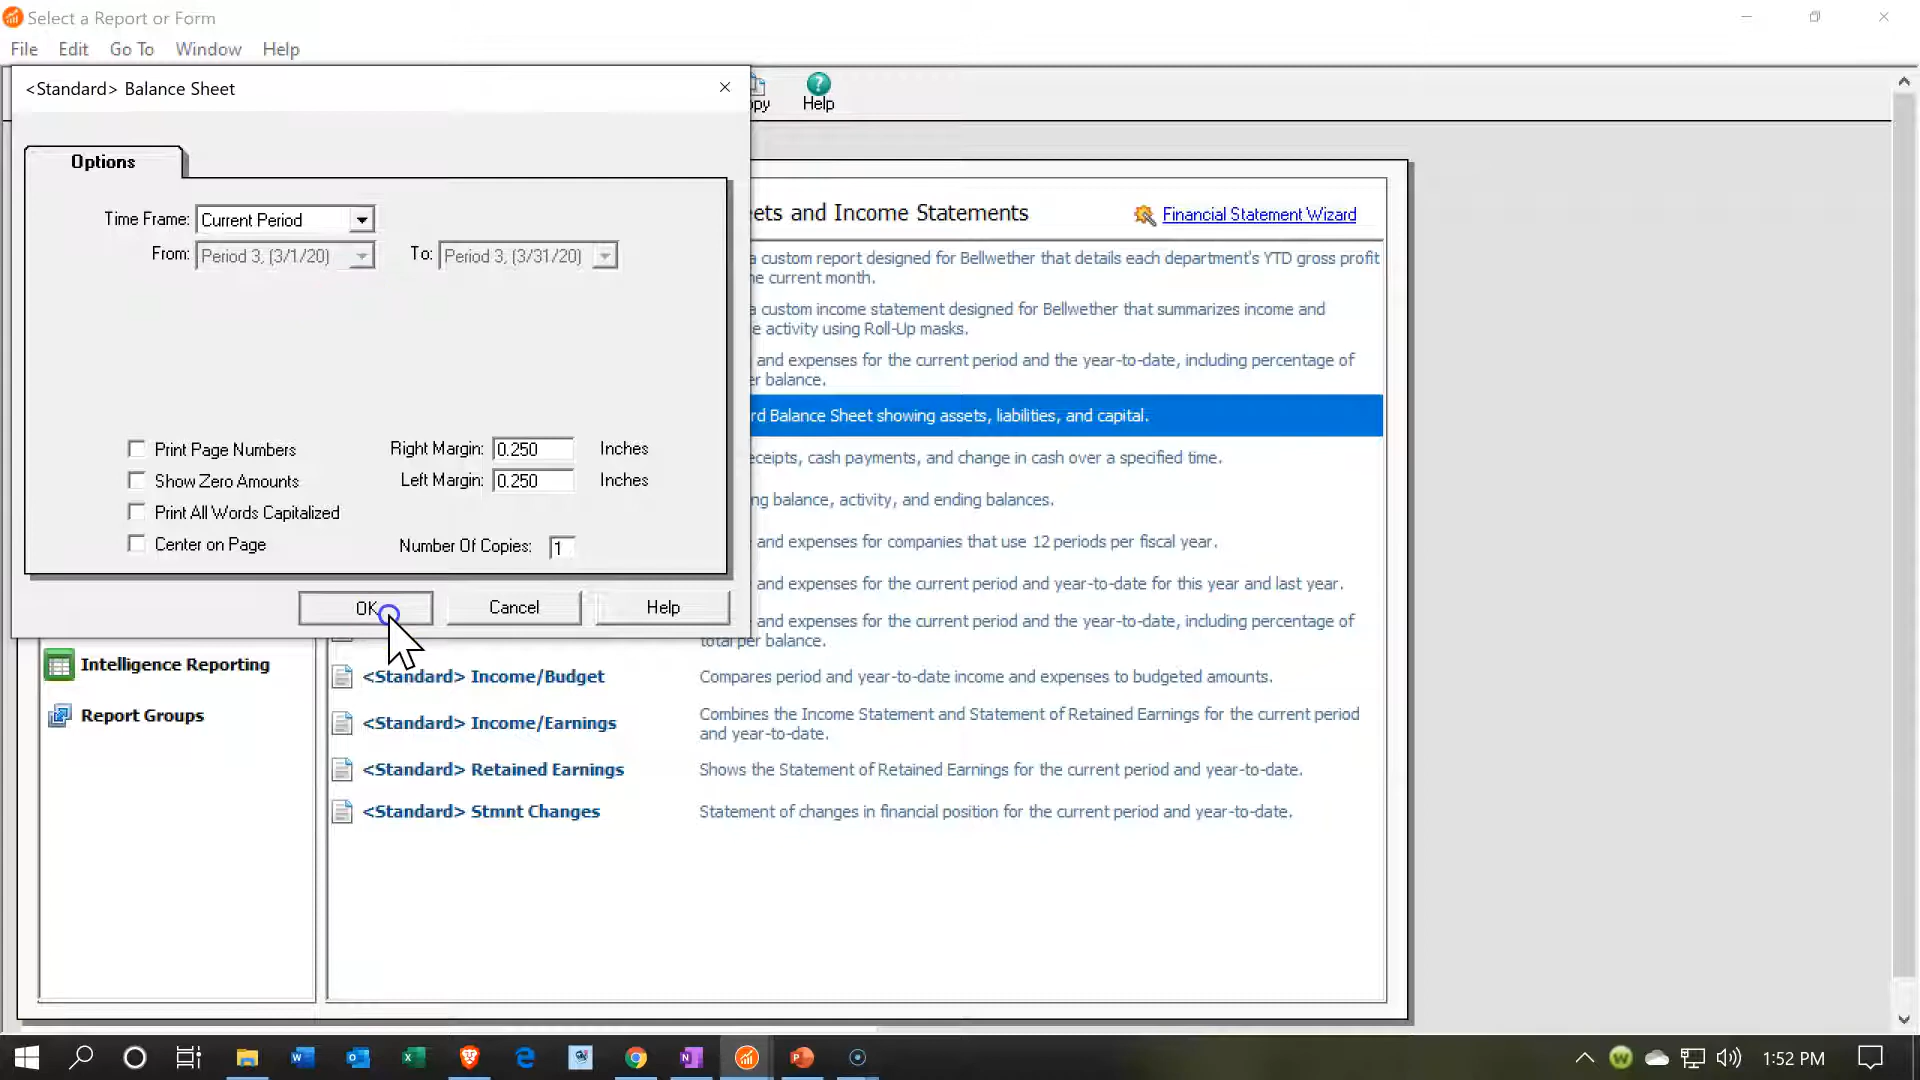 Select a Report or Form
File Edit Go To Window Help
<Standard> Balance Sheet
Help
Options
Time Frame: Current Period
From: Period 3, (3/1/20) To: Period 3, (3/31/20)
Print Page Numbers
Show Zero Amounts
Print All Words Capitalized
Center on Page
Right Margin: 0.250 Inches
Left Margin: 0.250 Inches
Number Of Copies: 1
OK Cancel Help
and Income Statements
Financial Statement Wizard
a custom report designed for Bellwether that details each department's YTD gross profit
current month.
a custom income statement designed for Bellwether that summarizes income and
activity using Roll-Up masks.
and expenses for the current period and the year-to-date, including percentage of
balance.
Balance Sheet showing assets, liabilities, and capital.
cash payments, and change in cash over a specified time.
balance, activity, and ending balances.
and expenses for companies that use 12 periods per fiscal year.
and expenses for the current period and year-to-date for this year and last year.
and expenses for the current period and year-to-date, including percentage of
total per balance.
Intelligence Reporting
Report Groups
<Standard> Income/Budget Compares period and year-to-date income and expenses to budgeted amounts.
<Standard> Income/Earnings Combines the Income Statement and Statement of Retained Earnings for the current period
and year-to-date.
<Standard> Retained Earnings Shows the Statement of Retained Earnings for the current period and year-to-date.
<Standard> Stmnt Changes Statement of changes in financial position for the current period and year-to-date.
1:52 PM